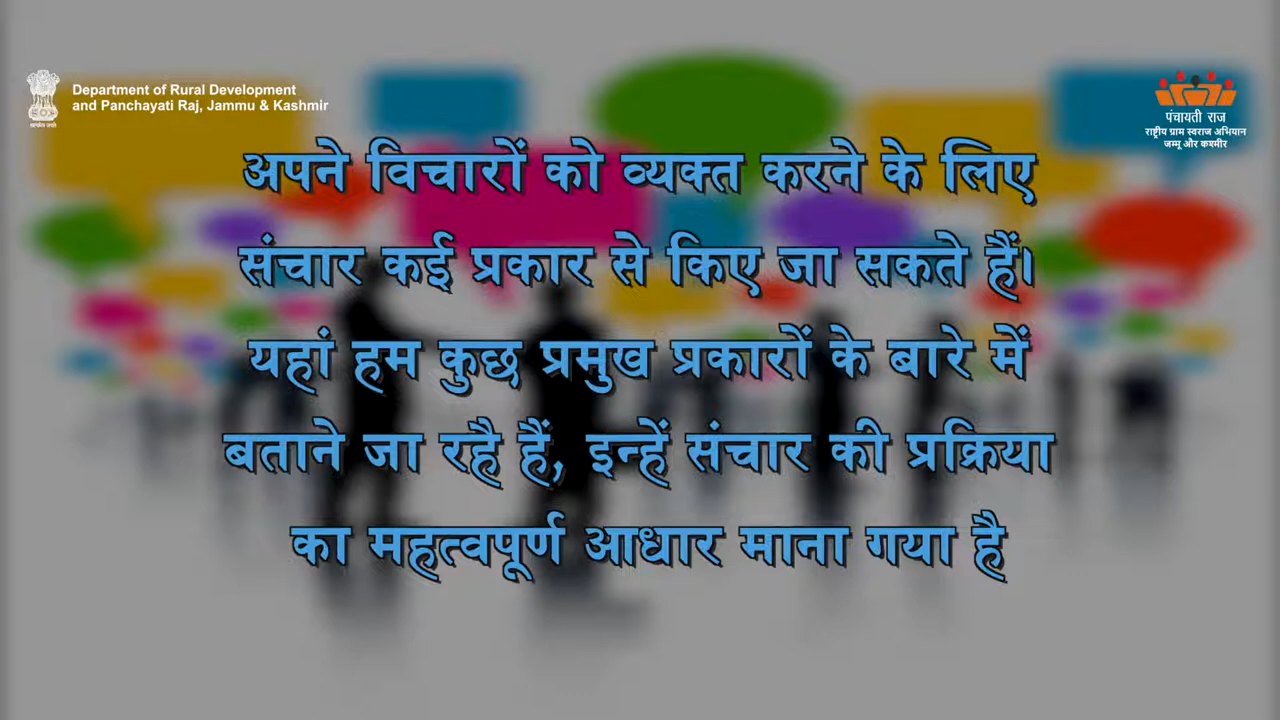 Department of Rural Development
and Panchayati Raj, Jammu & Kashmir
पंचायती राज
राष्ट्रीय ग्राम स्वराज अभियान
जम्मू और कश्मीर
अपने विचारों को व्यक्त करने के लिए
संचार कई प्रकार से किए जा सकते हैं।
यहां हम कुछ प्रमुख प्रकारों के बारे में
बताने जा रहै हैं, इन्हें संचार की प्रक्रिया
का महत्वपूर्ण आधार माना गया है